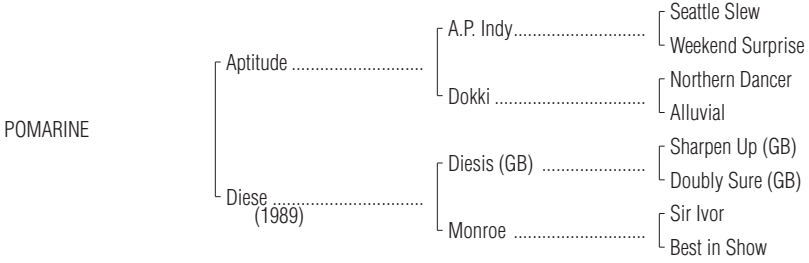 Seattle Slew
A.P. Indy..............................
Weekend Surprise
Aptitude ..............................
Northern Dancer
Dokki ..................................
Alluvial
POMARINE
Sharpen Up (GB)
Diesis (GB) ........................
Doubly Sure (GB)
Diese ..................................
(1989)
Sir Ivor
Monroe ..............................
Best in Show